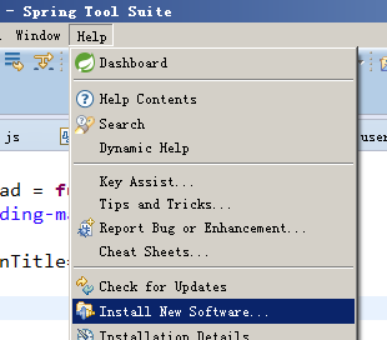 - Spring Tool Suite
Window Help
Dashboard
Help Contents
Search
js
user
Dynamic Help
Key Assist...
ad = fu
Tips and Tricks...
ding-m
Report Bug or Enhancement...
Cheat Sheets...
nTitle
Check for Updates
Install New Software...
Installation Details